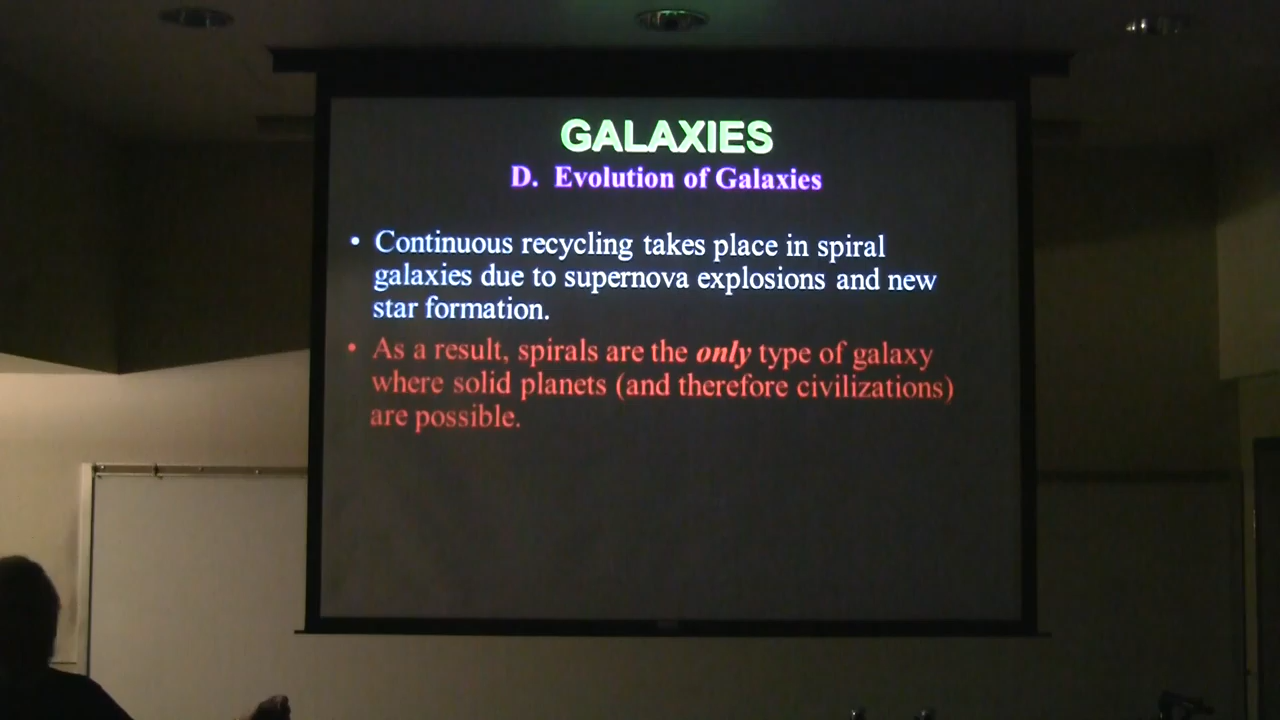 GALAXIES
D. Evolution of Galaxies
• Continuous recycling takes place in spiral
galaxies due to supernova explosions and new
star formation.
• As a result, spirals are the only type of galaxy
where solid planets (and therefore civilizations)
are possible.